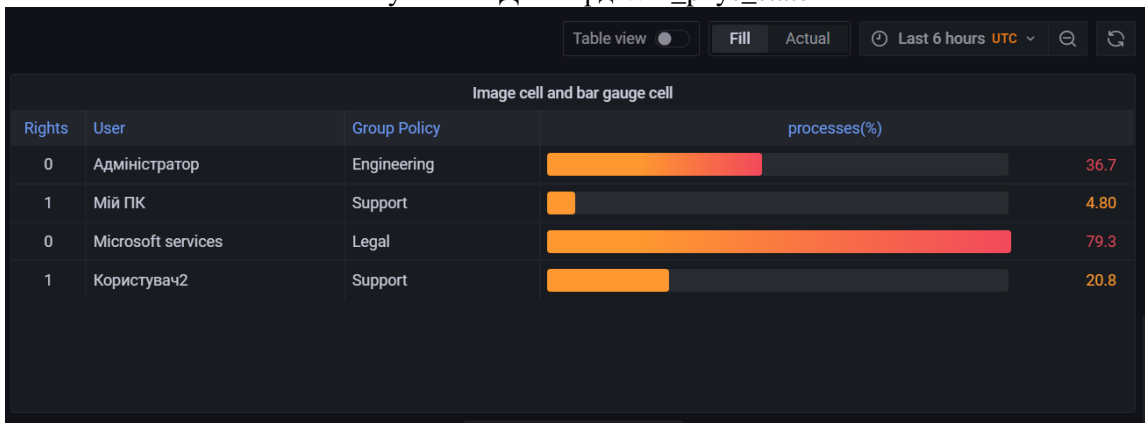 Table view Fill Actual Last 6 hours UTC
Image cell and bar gauge cell
Rights User Group Policy processes(%)
0 Адміністратор Engineering 36.7
1 Мій ПК Support 4.80
0 Microsoft services Legal 79.3
1 Користувач2 Support 20.8